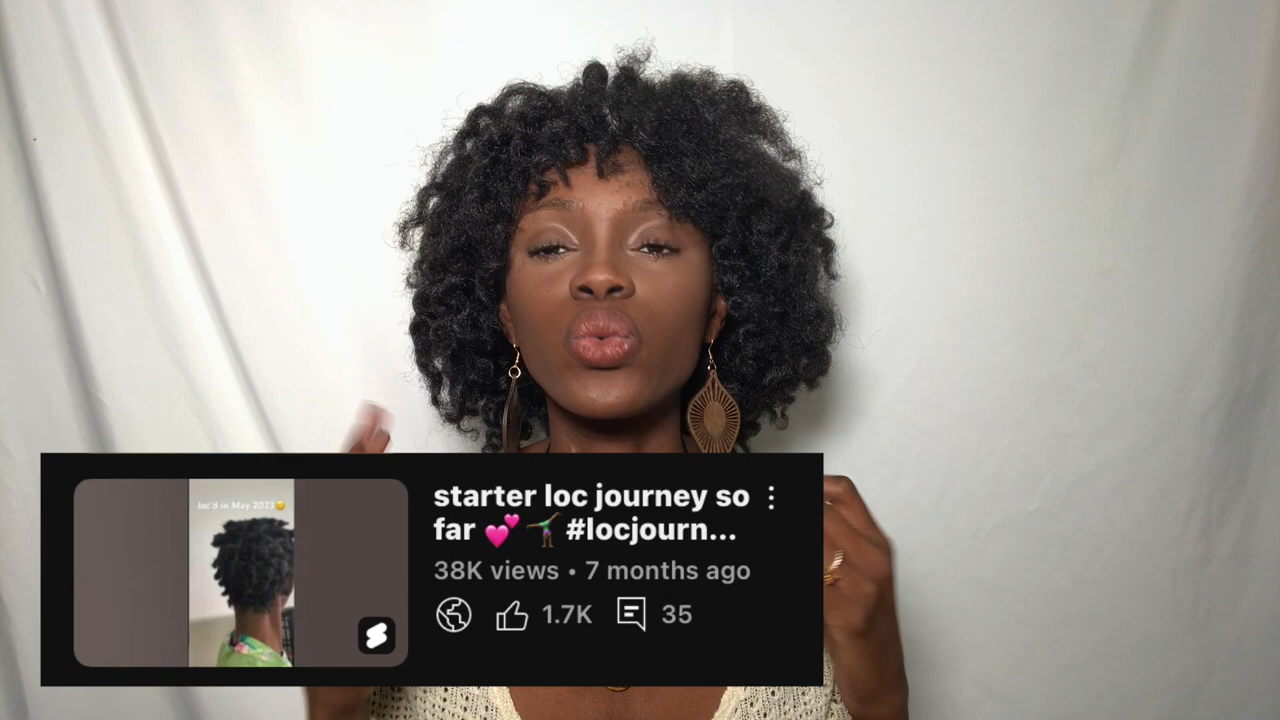 loc'd in May 2023😊
starter loc journey so
far 💕🤸🏾‍♀️ #locjourn...
38K views • 7 months ago
1.7K 35